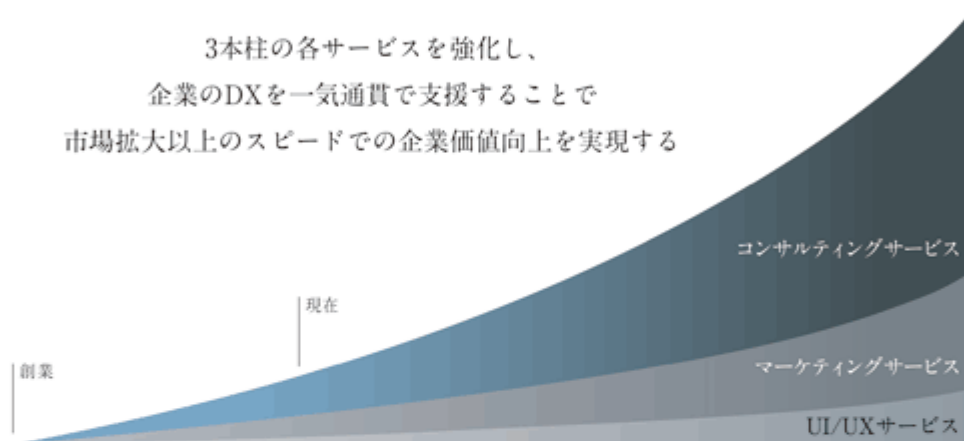 3本柱の各サービスを強化し、
企業のDXを一気通貫で支援することで
市場拡大以上のスピードでの企業価値向上を実現する
コンサルティングサービス
現在
創業
マーケティングサービス
UI/UXサービス